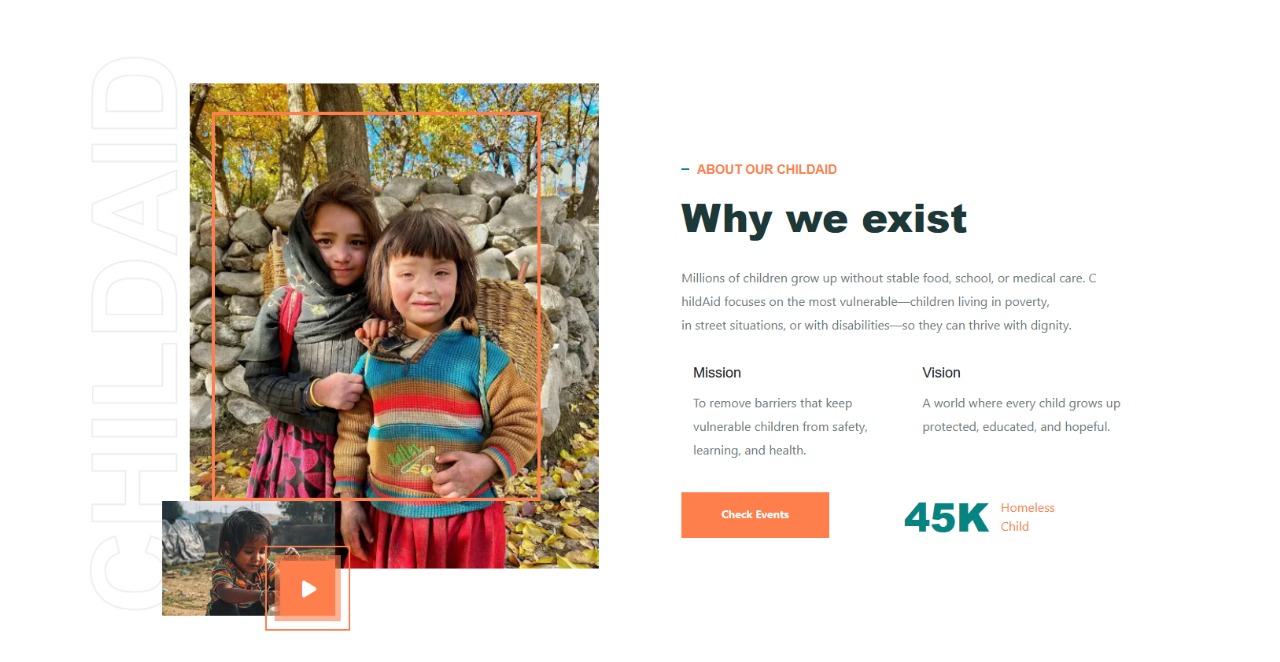 CHILDAID
ABOUT OUR CHILDAID
Why we exist
Millions of children grow up without stable food, school, or medical care. C
hildAid focuses on the most vulnerable—children living in poverty,
in street situations, or with disabilities—so they can thrive with dignity.
Mission
To remove barriers that keep
vulnerable children from safety,
learning, and health.
Vision
A world where every child grows up
protected, educated, and hopeful.
Check Events
45K
Homeless
Child